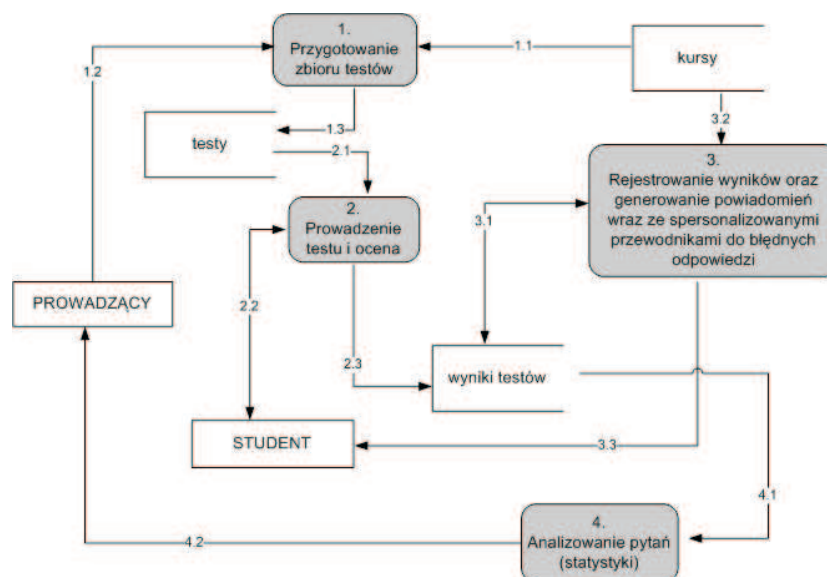 1.
Przygotowanie
zbioru testów
1.1
kursy
1.2
1.3
testy
2.1
3.2
3.
Rejestrowanie wyników oraz
generowanie powiadomień
wraz ze spersonalizowanymi
przewodnikami do błędnych
odpowiedzi
2.
Prowadzenie
testu i ocena
3.1
PROWADZĄCY
2.2
2.3
wyniki testów
STUDENT
3.3
4.1
4.
Analizowanie pytań
(statystyki)
4.2